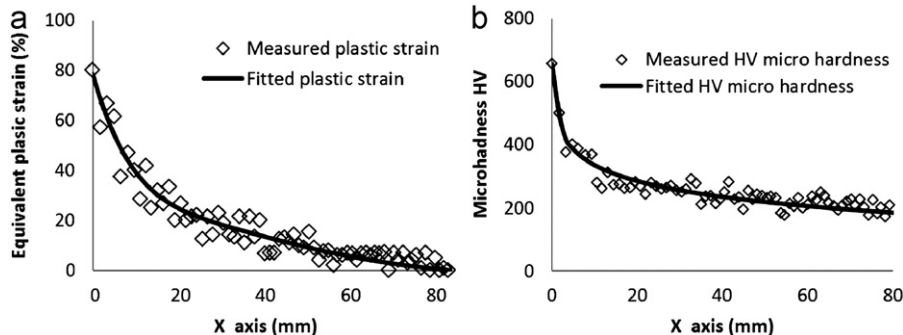 a
Equivalent plasic strain (%)
100
80
60
40
20
0
Measured plastic strain
Fitted plastic strain
0 20 40 60 80
X axis (mm)
b
Microhadness HV
800
600
400
200
0
Measured HV micro hardness
Fitted HV micro hardness
0 20 40 60 80
X axis (mm)